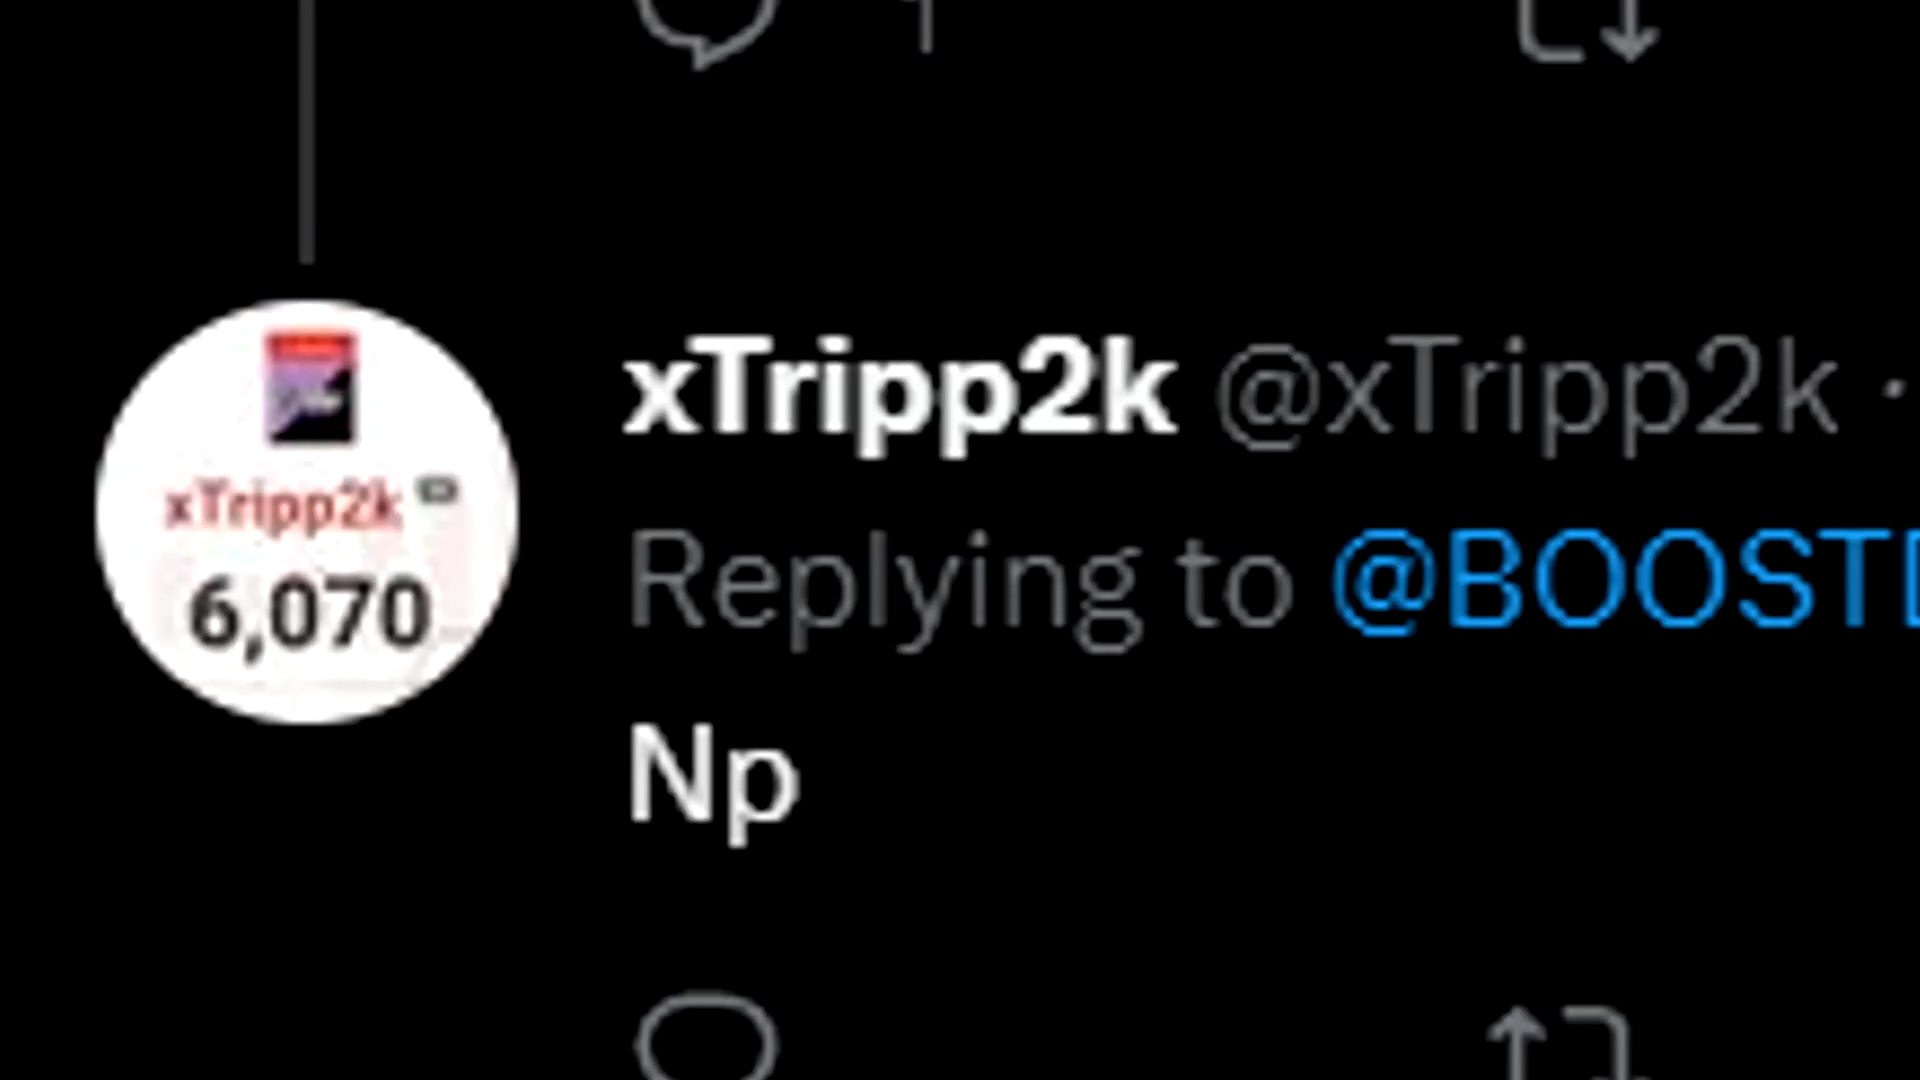 xTripp2k @xTripp2k ·
Replying to @BOOST
Np
xTripp2k
6,070